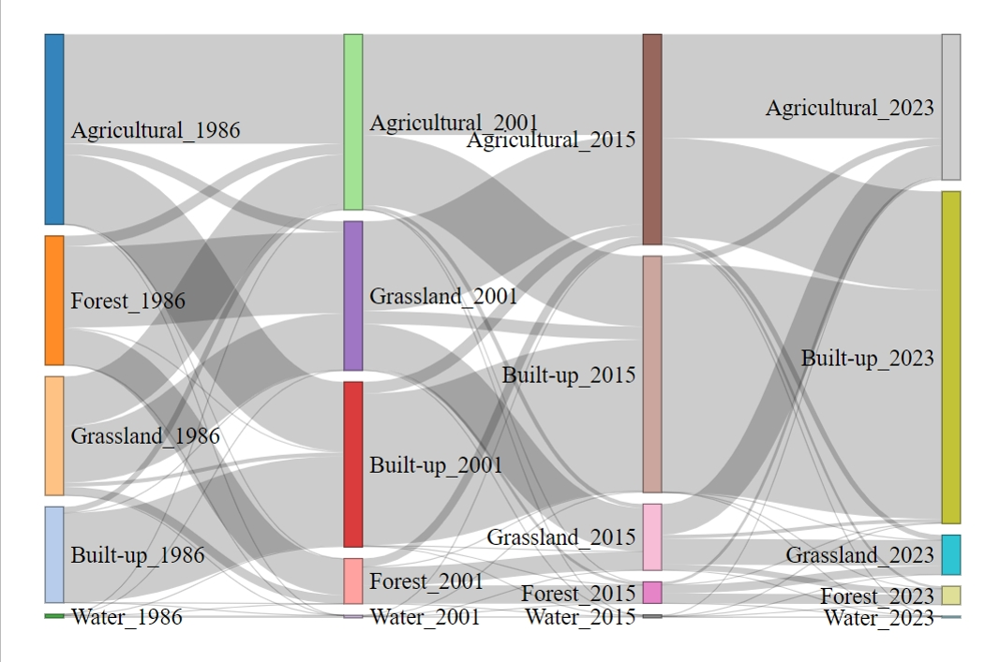 Agricultural_1986
Forest_1986
Grassland_1986
Built-up_1986
Water_1986
Agricultural_2001
Grassland_2001
Built-up_2001
Forest_2001
Water_2001
Agricultural_2015
Built-up_2015
Grassland_2015
Forest_2015
Water_2015
Agricultural_2023
Built-up_2023
Grassland_2023
Forest_2023
Water_2023